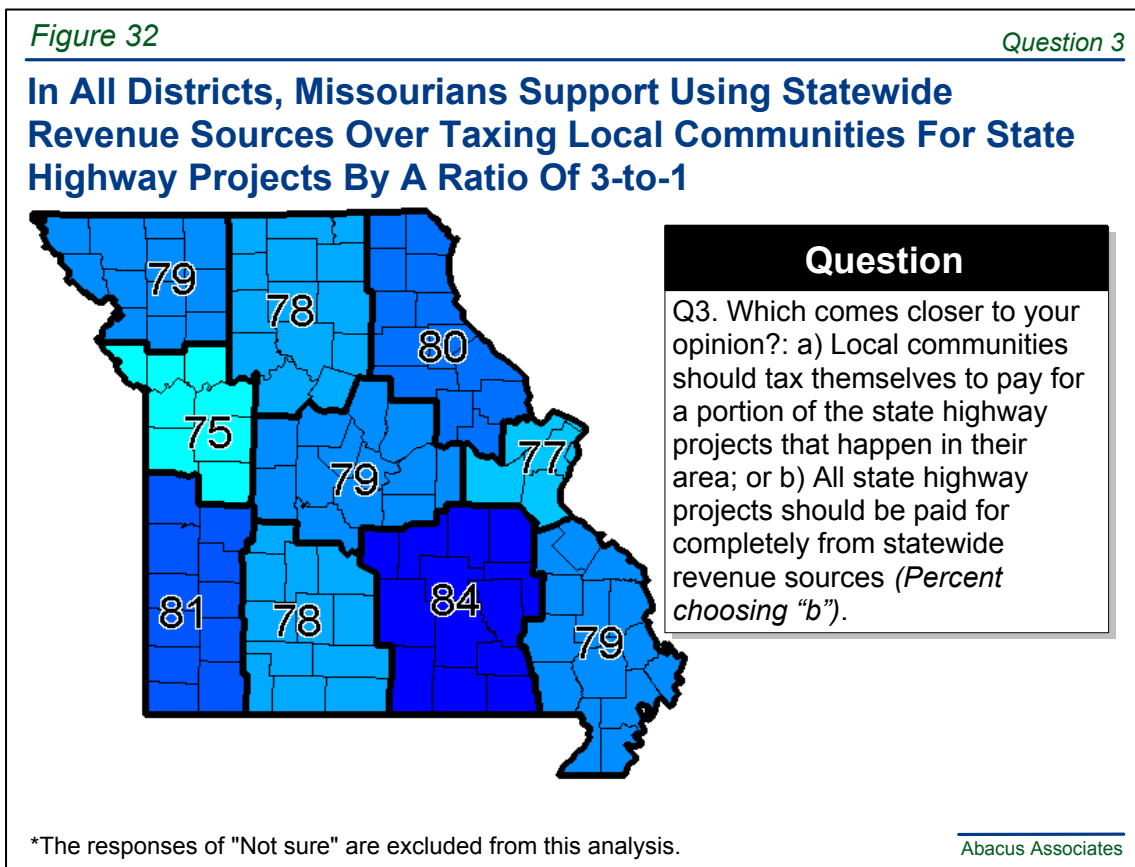 Figure 32
Question 3
In All Districts, Missourians Support Using Statewide
Revenue Sources Over Taxing Local Communities For State
Highway Projects By A Ratio Of 3-to-1
79
78
80
75
79
77
81
78
84
79
Question
Q3. Which comes closer to your
opinion?: a) Local communities
should tax themselves to pay for
a portion of the state highway
projects that happen in their
area; or b) All state highway
projects should be paid for
completely from statewide
revenue sources (Percent
choosing “b”).
*The responses of "Not sure" are excluded from this analysis.
Abacus Associates